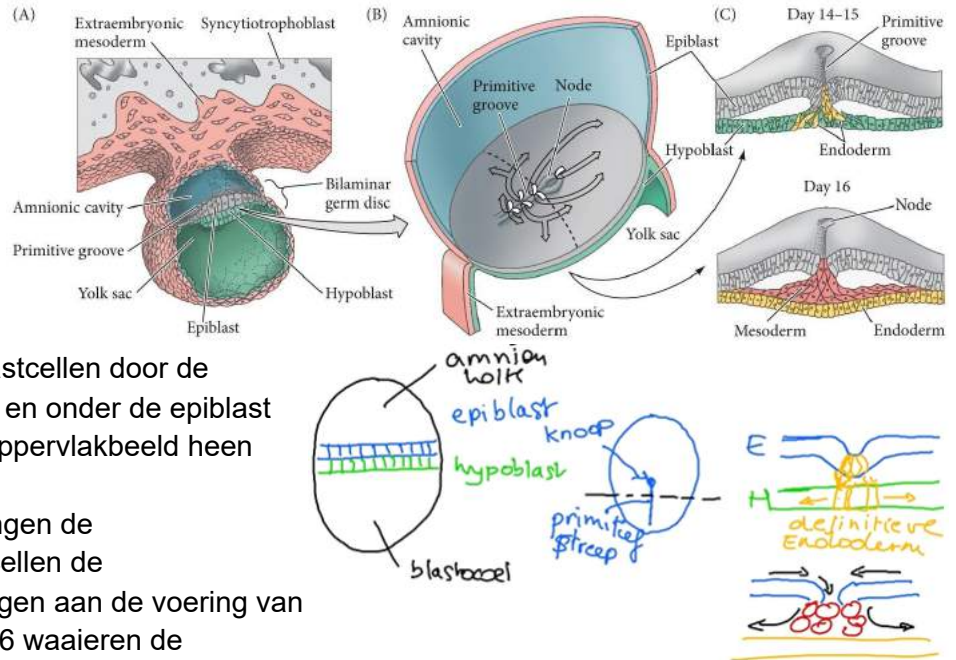 (A)
Extraembryonic
mesoderm
Syncytiotrophoblast
Amnionic cavity
Primitive groove
Yolk sac
Epiblast
Hypoblast
Bilaminar
germ disc
(B)
Amnionic
cavity
Primitive
groove
Node
Epiblast
Hypoblast
Yolk sac
Extraembryonic
mesoderm
(C)
Day 14–15
Primitive
groove
Endoderm
Day 16
Node
Mesoderm
Endoderm
stcellen door de
en onder de epiblast
ppervlakbeeld heen
ngen de
ellen de
gen aan de voering van
6 waaieren de
amnion
holte
epiblast
hypoblast
blastocoel
knoop
primitief
streep
E
H
definitieve
Endoderm